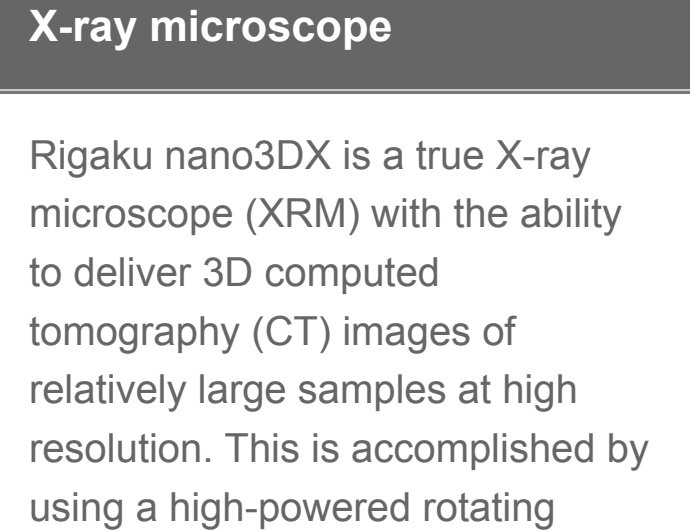 X-ray microscope
Rigaku nano3DX is a true X-ray
microscope (XRM) with the ability
to deliver 3D computed
tomography (CT) images of
relatively large samples at high
resolution. This is accomplished by
using a high-powered rotating